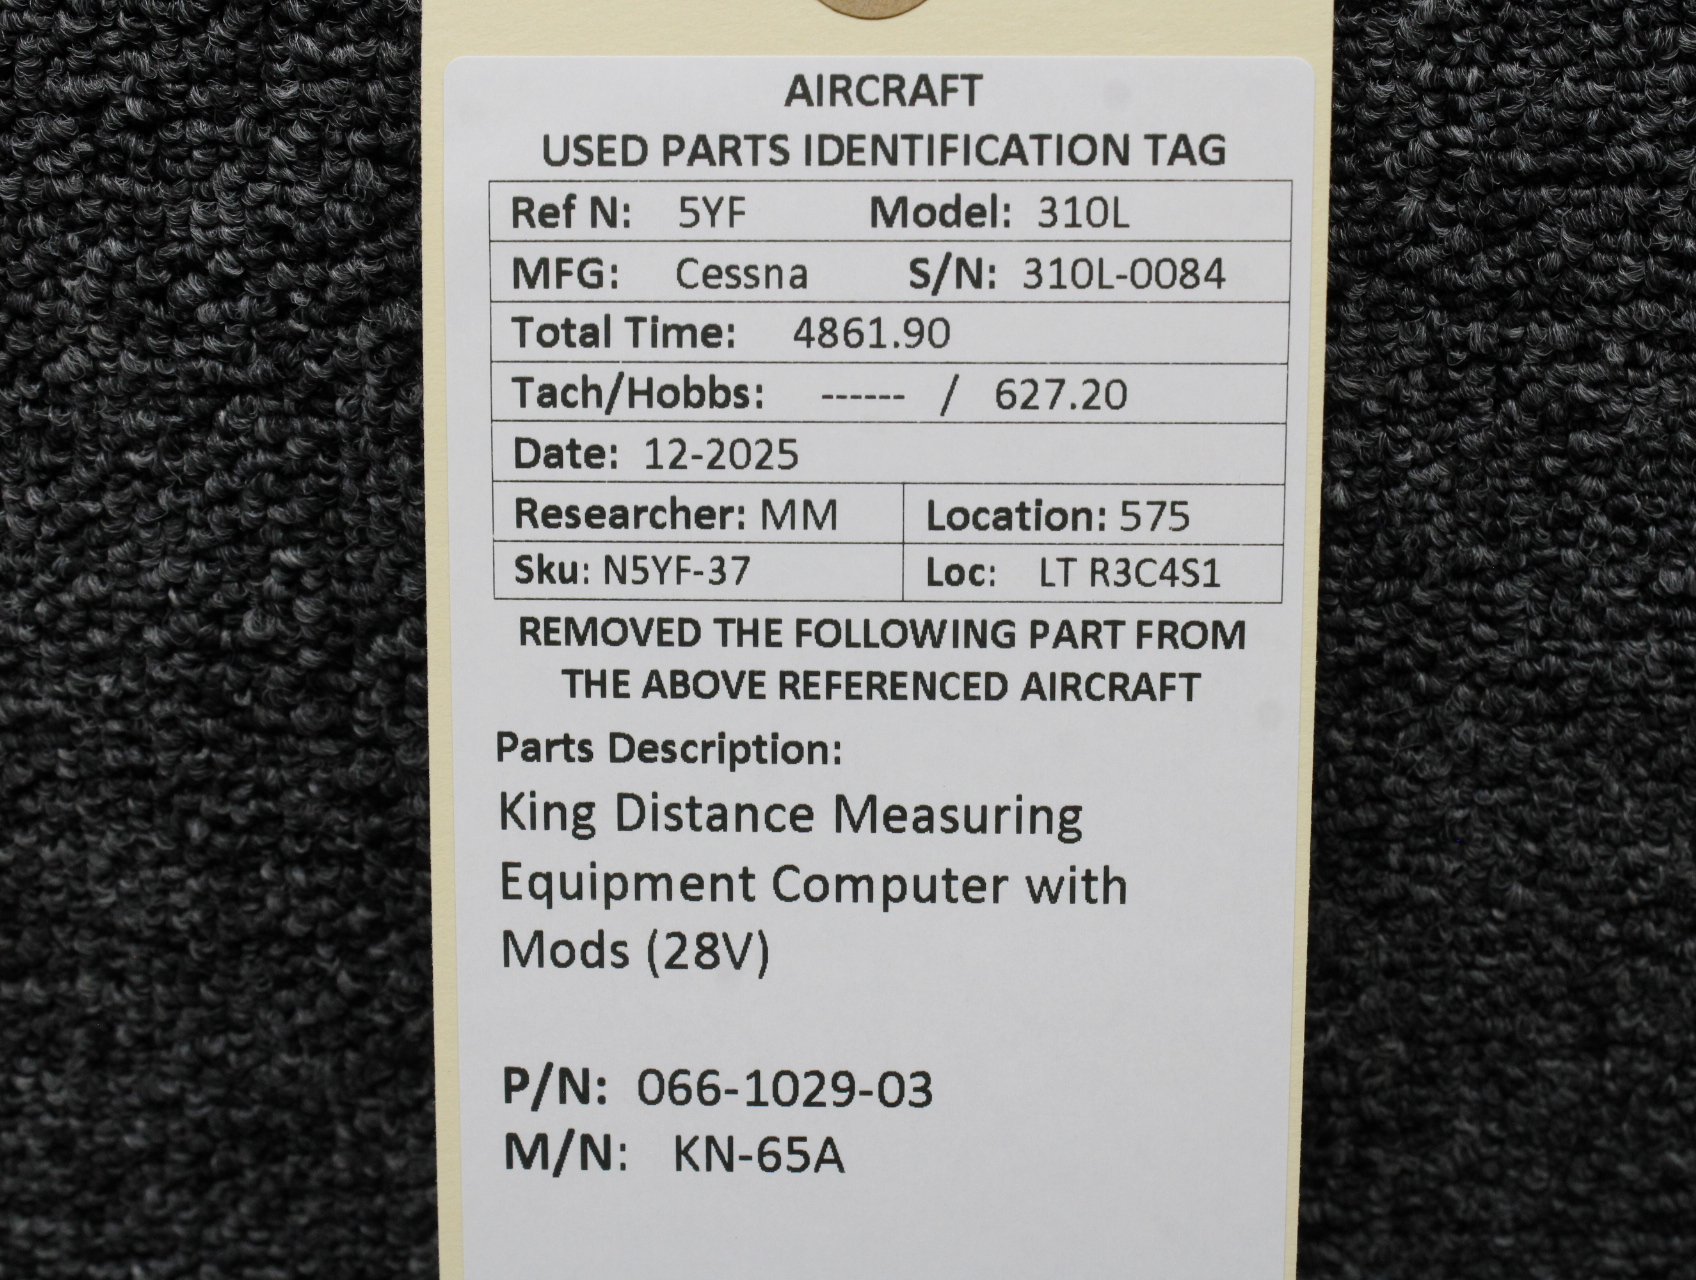 AIRCRAFT
USED PARTS IDENTIFICATION TAG
Ref N: 5YF Model: 310L
MFG: Cessna S/N: 310L-0084
Total Time: 4861.90
Tach/Hobbs: ------ / 627.20
Date: 12-2025
Researcher: MM Location: 575
Sku: N5YF-37 Loc: LT R3C4S1
REMOVED THE FOLLOWING PART FROM
THE ABOVE REFERENCED AIRCRAFT
Parts Description:
King Distance Measuring
Equipment Computer with
Mods (28V)
P/N: 066-1029-03
M/N: KN-65A